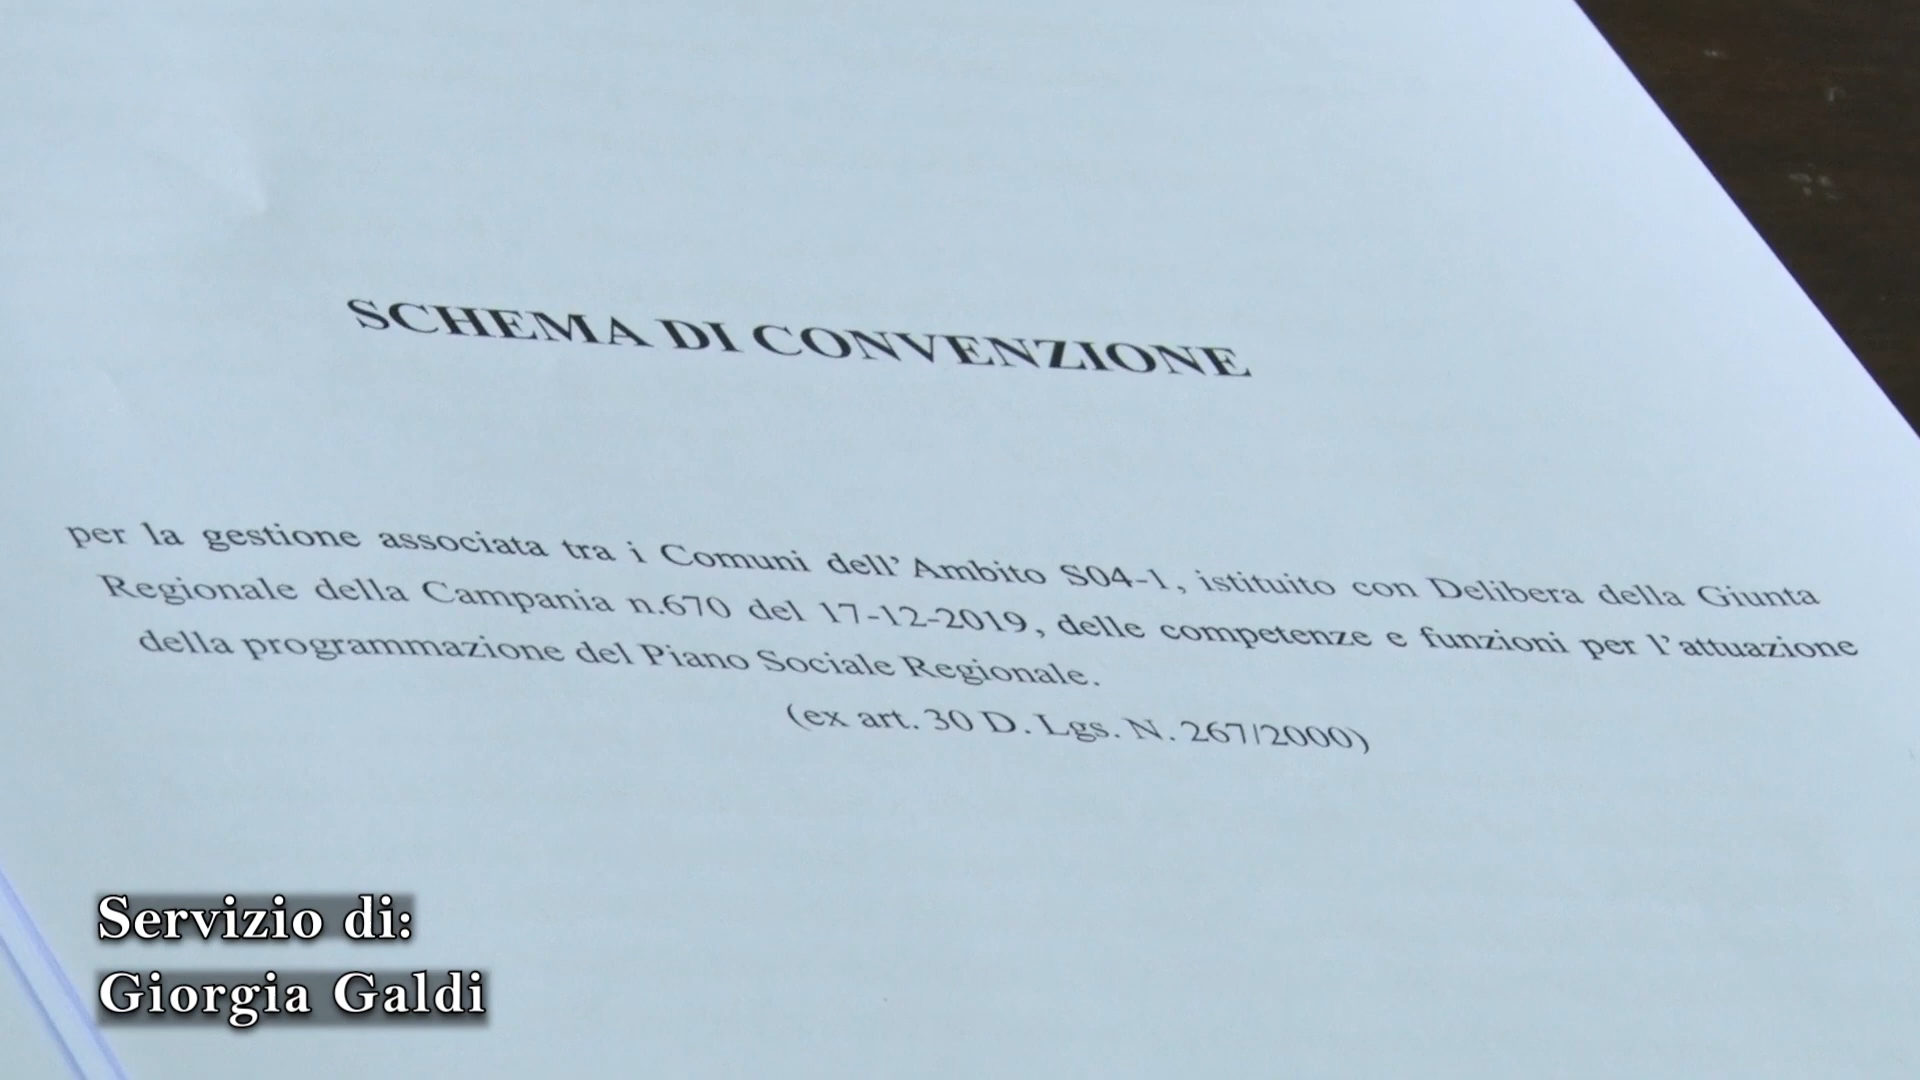 SCHEMA DI CONVENZIONE
per la gestione associata tra i Comuni dell'Ambito S04-1, istituito con Delibera della Giunta
Regionale della Campania n.670 del 17-12-2019, delle competenze e funzioni per l'attuazione
della programmazione del Piano Sociale Regionale.
(ex art. 30 D. Lgs. N. 267/2000)
Servizio di:
Giorgia Galdi